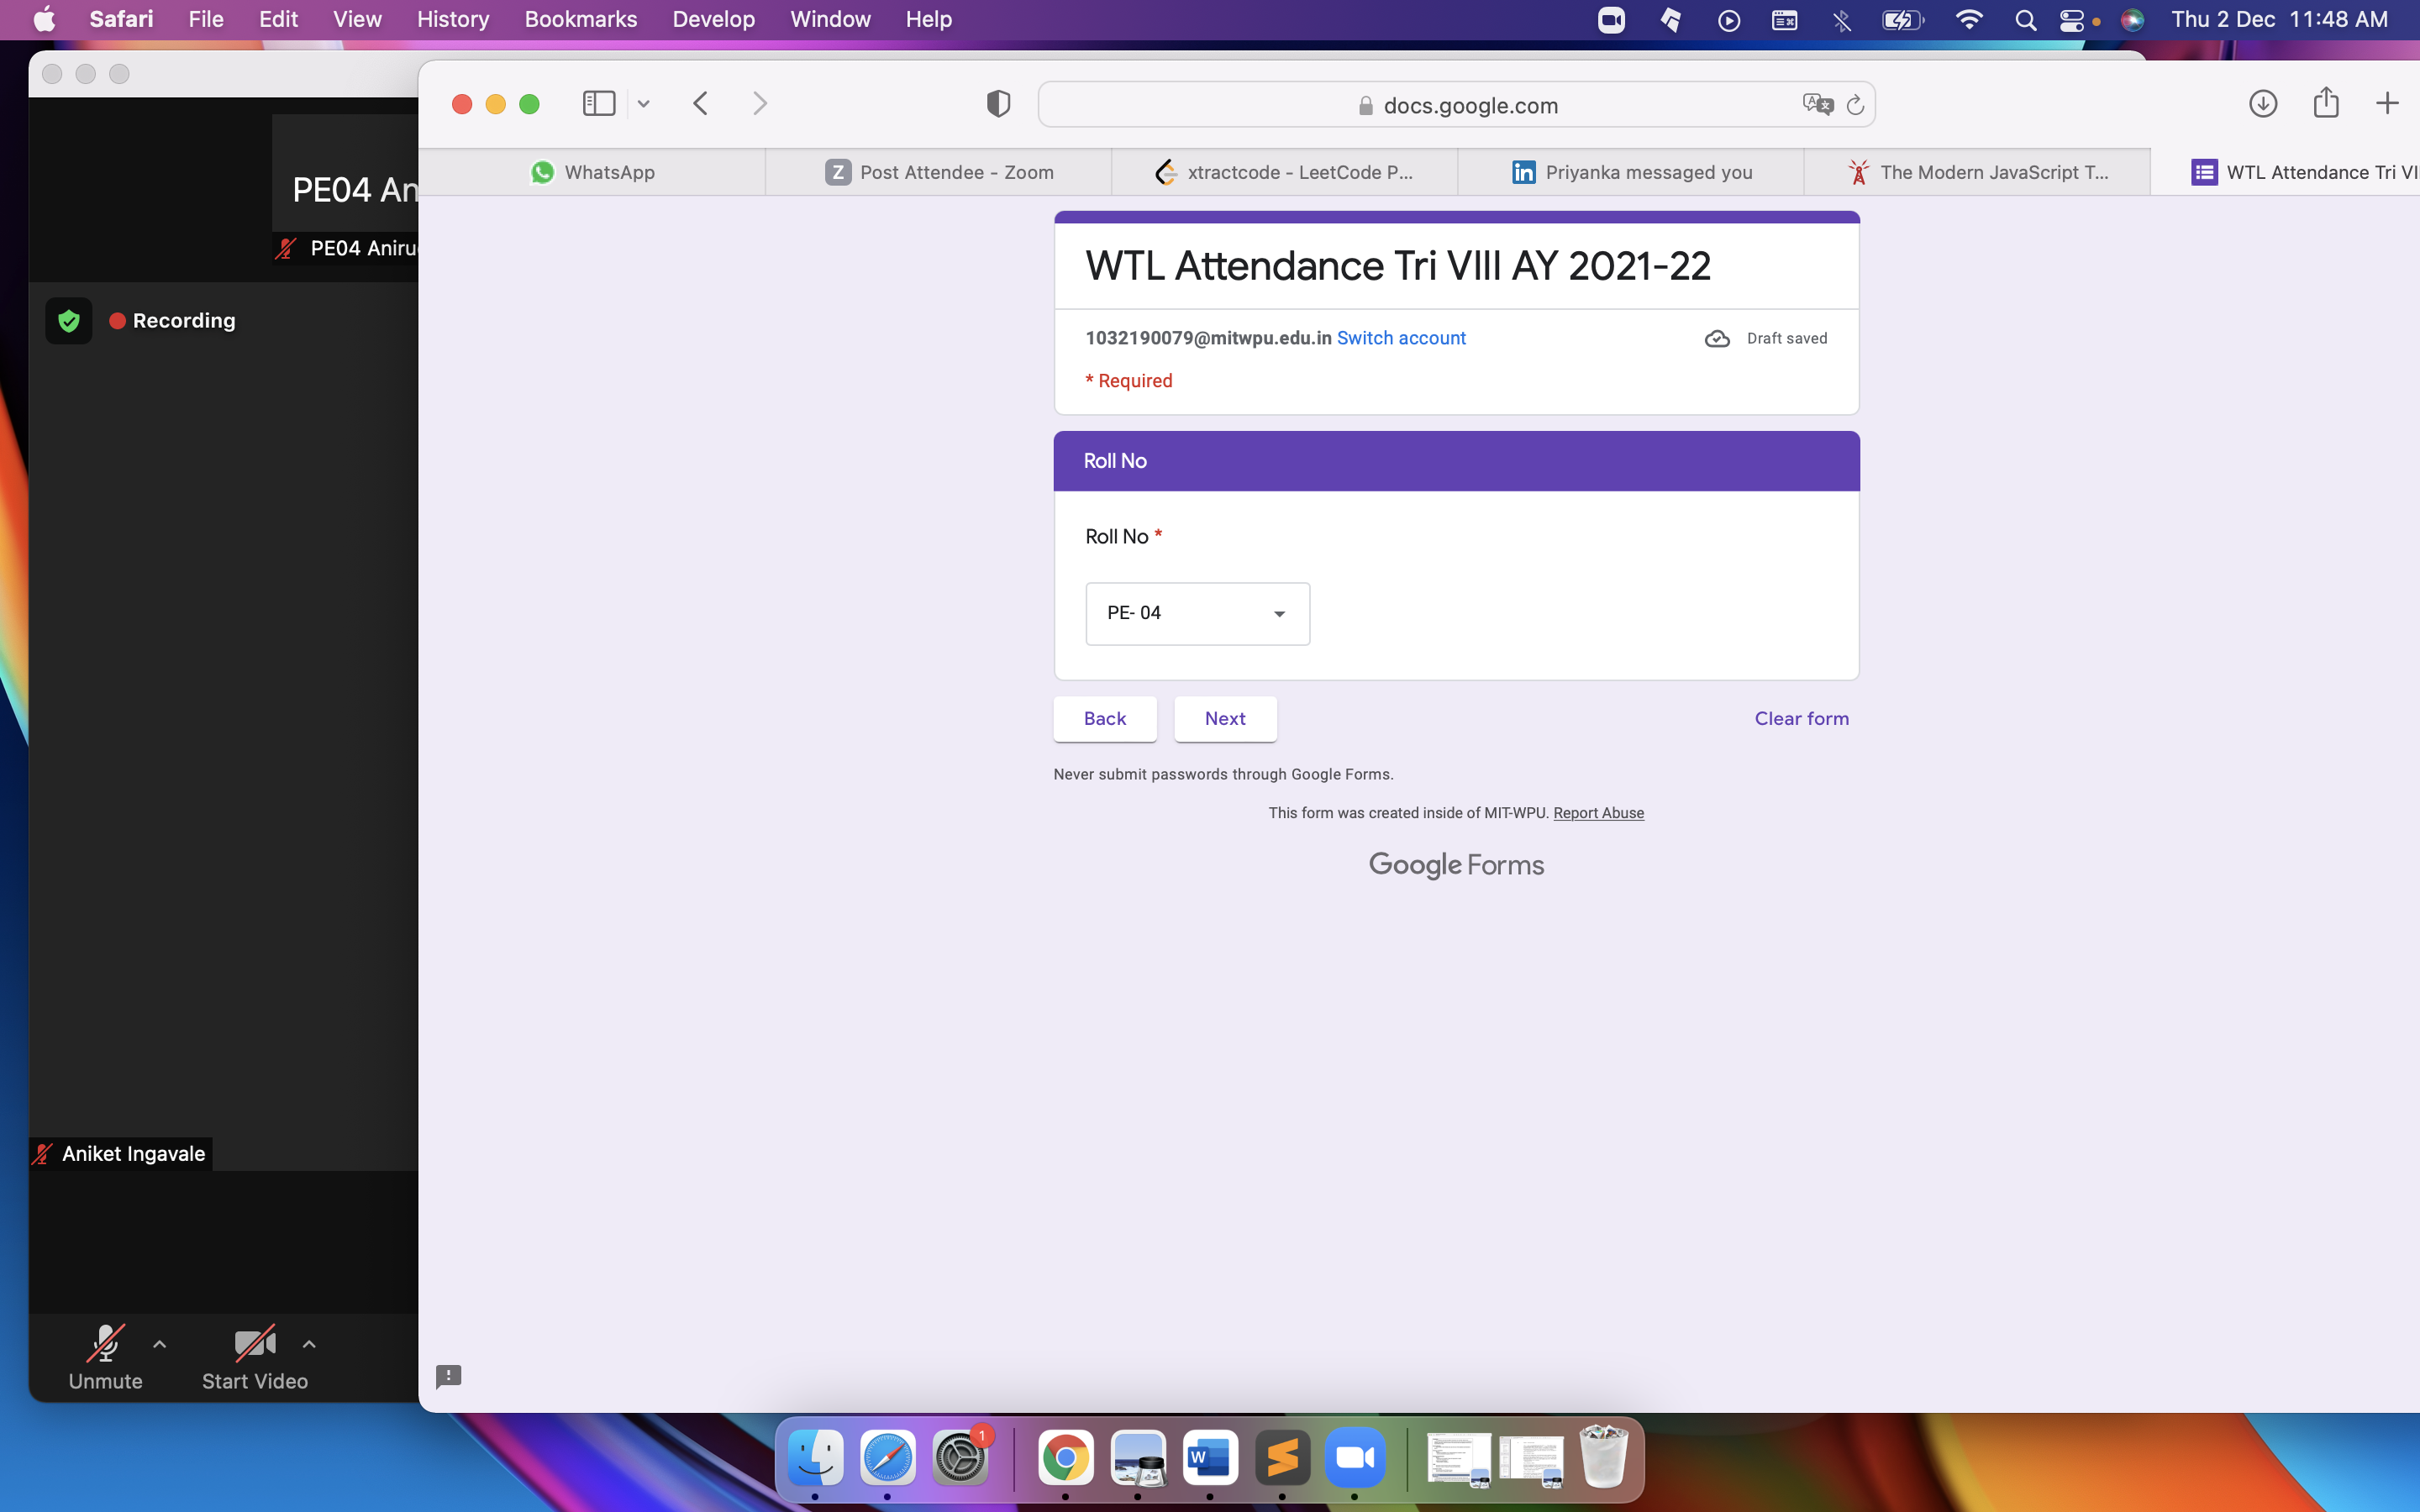 Safari File Edit View History Bookmarks Develop Window Help
Thu 2 Dec 11:48 AM
docs.google.com
WhatsApp
Post Attendee - Zoom
xtractcode - LeetCode P...
Priyanka messaged you
The Modern JavaScript T...
WTL Attendance Tri VI
PE04 An
PE04 Aniru
Recording
WTL Attendance Tri VIII AY 2021-22
1032190079@mitwpu.edu.in Switch account
Draft saved
* Required
Roll No
Roll No *
PE- 04
Back
Next
Clear form
Never submit passwords through Google Forms.
This form was created inside of MIT-WPU. Report Abuse
Google Forms
Aniket Ingavale
Unmute
Start Video
1